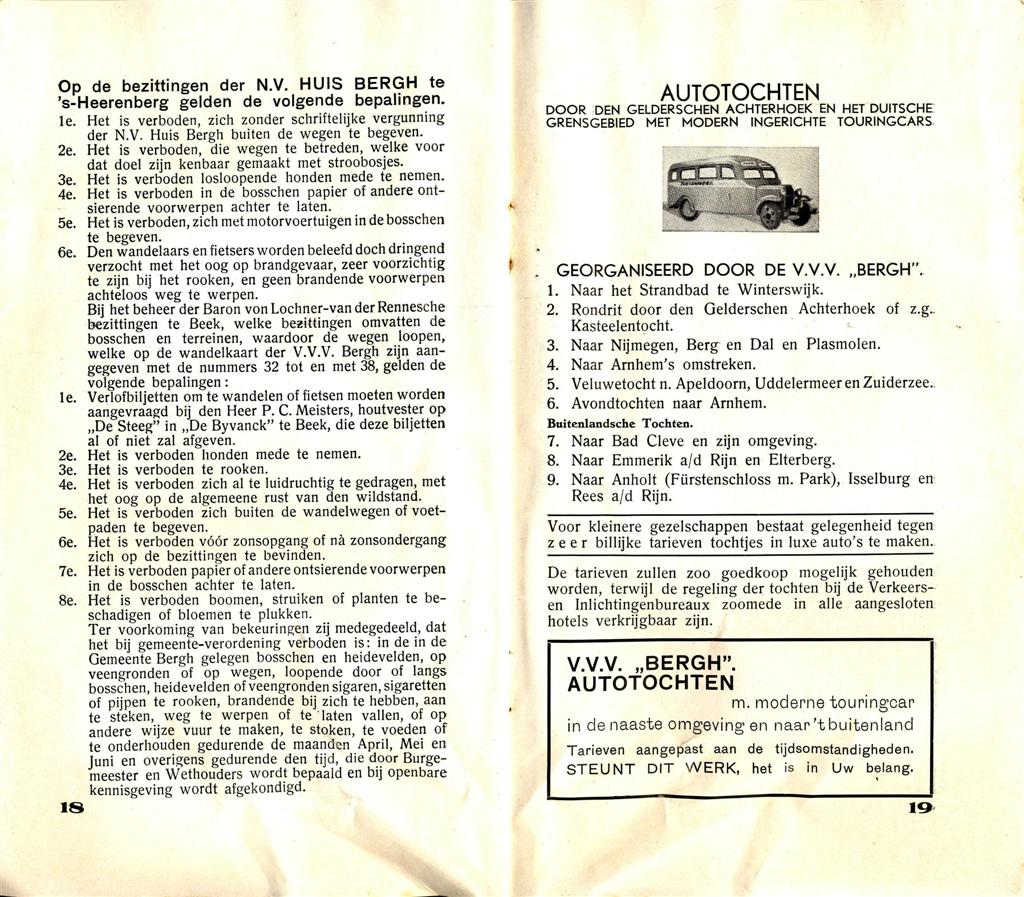 Op de bezittingen der N.V. HUIS BERGH te
's-Heerenberg gelden de volgende bepalingen.
1e. Het is verboden, zich zonder schriftelijke vergunning
der N.V. Huis Bergh buiten de wegen te begeven.
2e. Het is verboden, die wegen te betreden, welke voor
dat doel zijn kenbaar gemaakt met stroobosjes.
3e. Het is verboden losloopende honden mede te nemen.
4e. Het is verboden in de bosschen papier of andere ont-
sierende voorwerpen achter te laten.
5e. Het is verboden, zich met motorvoertuigen in de bosschen
te begeven.
6e. Den wandelaars en fietsers worden beleefd doch dringend
verzocht met het oog op brandgevaar, zeer voorzichtig
te zijn bij het rooken, en geen brandende voorwerpen
achteloos weg te werpen.
Bij het beheer der Baron von Lochner-van der Rennesche
bezittingen te Beek, welke bezittingen omvatten de
bosschen en terreinen, waardoor de wegen loopen,
welke op de wandelkaart der V.V.V. Bergh zijn aan-
gegeven met de nummers 32 tot en met 38, gelden de
volgende bepalingen :
1e. Verlofbiljetten om te wandelen of fietsen moeten worden
aangevraagd bij den Heer P. C. Meisters, houtvester op
„De Steeg" in „De Byvanck" te Beek, die deze biljetten
al of niet zal afgeven.
2e. Het is verboden honden mede te nemen.
3e. Het is verboden te rooken.
4e. Het is verboden zich al te luidruchtig te gedragen, met
het oog op de algemeene rust van den wildstand.
5e. Het is verboden zich buiten de wandelwegen of voet-
paden te begeven.
6e. Het is verboden vóór zonsopgang of nà zonsondergang
zich op de bezittingen te bevinden.
7e. Het is verboden papier of andere ontsierende voorwerpen
in de bosschen achter te laten.
8e. Het is verboden boomen, struiken of planten te be-
schadigen of bloemen te plukken.
Ter voorkoming van bekeuringen zij medegedeeld, dat
het bij gemeente-verordening verboden is: in de in de
Gemeente Bergh gelegen bosschen en heidevelden, op
veengronden of op wegen, loopende door of langs
bosschen, heidevelden of veengronden sigaren, sigaretten
of pijpen te rooken, brandende bij zich te hebben, aan
te steken, weg te werpen of te laten vallen, of op
andere wijze vuur te maken, te stoken, te voeden of
te onderhouden gedurende de maanden April, Mei en
Juni en overigens gedurende den tijd, die door Burge-
meester en Wethouders wordt bepaald en bij openbare
kennisgeving wordt afgekondigd.
18
AUTOTOCHTEN
DOOR DEN GELDERSCHEN ACHTERHOEK EN HET DUITSCHE
GRENSGEBIED MET MODERN INGERICHTE TOURINGCARS
GEORGANISEERD DOOR DE V.V.V. „BERGH".
1. Naar het Strandbad te Winterswijk.
2. Rondrit door den Gelderschen Achterhoek of z.g.
Kasteelentocht.
3. Naar Nijmegen, Berg en Dal en Plasmolen.
4. Naar Arnhem's omstreken.
5. Veluwetocht n. Apeldoorn, Uddelermeer en Zuiderzee.
6. Avondtochten naar Arnhem.
Buitenlandsche Tochten.
7. Naar Bad Cleve en zijn omgeving.
8. Naar Emmerik a/d Rijn en Elterberg.
9. Naar Anholt (Fürstenschloss m. Park), Isselburg en
Rees a/d Rijn.
Voor kleinere gezelschappen bestaat gelegenheid tegen
zeer billijke tarieven tochtjes in luxe auto's te maken.
De tarieven zullen zoo goedkoop mogelijk gehouden
worden, terwijl de regeling der tochten bij de Verkeers-
en Inlichtingenbureaux zoomede in alle aangesloten
hotels verkrijgbaar zijn.
V.V.V. „BERGH".
AUTOTOCHTEN
m. moderne touringcar
in de naaste omgeving en naar 't buitenland
Tarieven aangepast aan de tijdsomstandigheden.
STEUNT DIT WERK, het is in Uw belang.
19